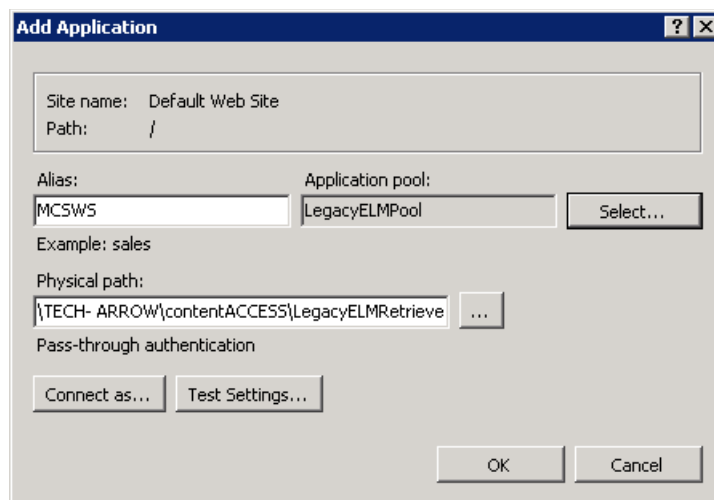 Add Application
Site name: Default Web Site
Path: /
Alias: Application pool:
MCSWS LegacyELMPool Select...
Example: sales
Physical path:
\TECH- ARROW\contentACCESS\LegacyELMRetrieve ...
Pass-through authentication
Connect as... Test Settings...
OK Cancel